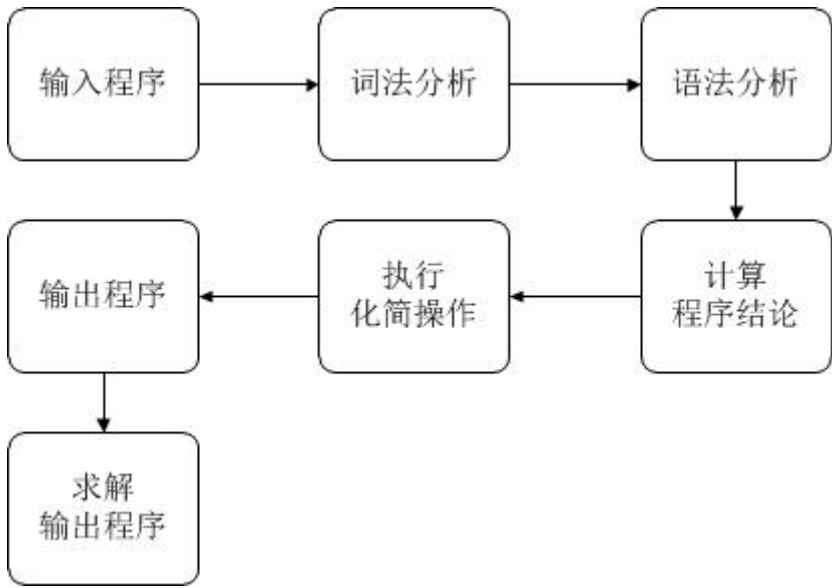 输入程序
词法分析
语法分析
计算
程序结论
执行
化简操作
输出程序
求解
输出程序